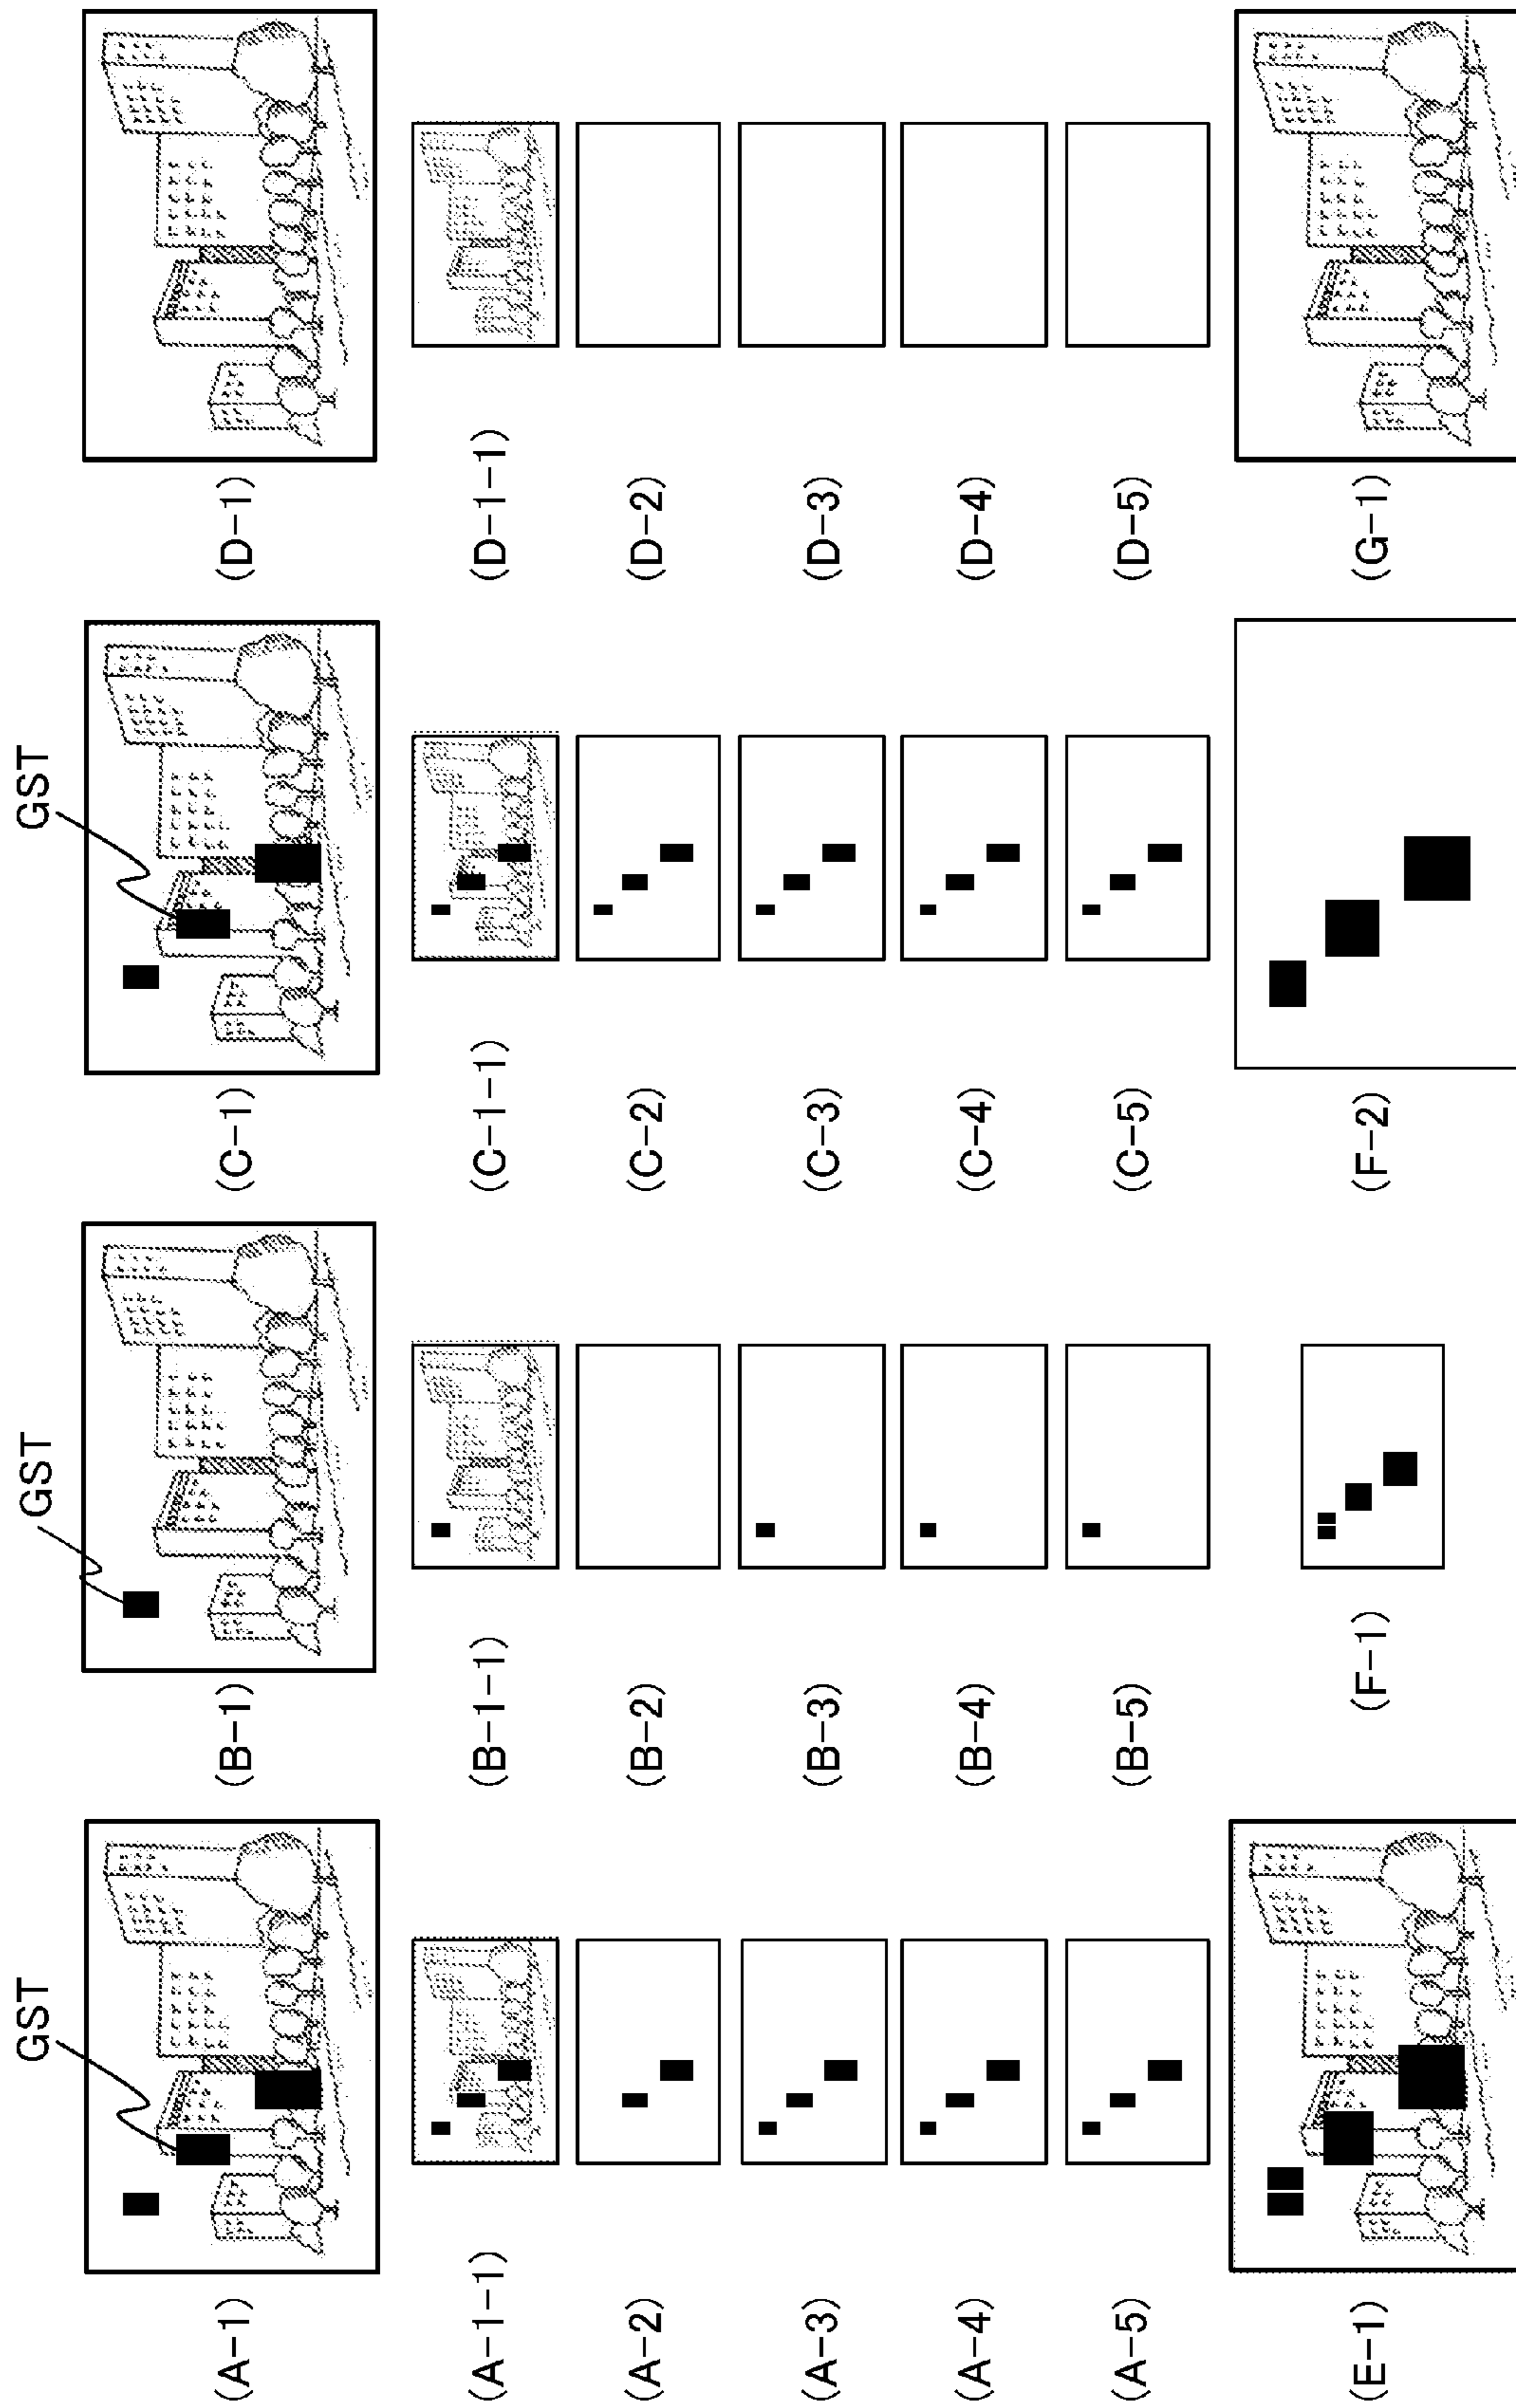 GST
GST
GST
(A-1)
(B-1)
(C-1)
(D-1)
(A-1-1)
(B-1-1)
(C-1-1)
(D-1-1)
(A-2)
(B-2)
(C-2)
(D-2)
(A-3)
(B-3)
(C-3)
(D-3)
(A-4)
(B-4)
(C-4)
(D-4)
(A-5)
(B-5)
(C-5)
(D-5)
(E-1)
(F-1)
(F-2)
(G-1)